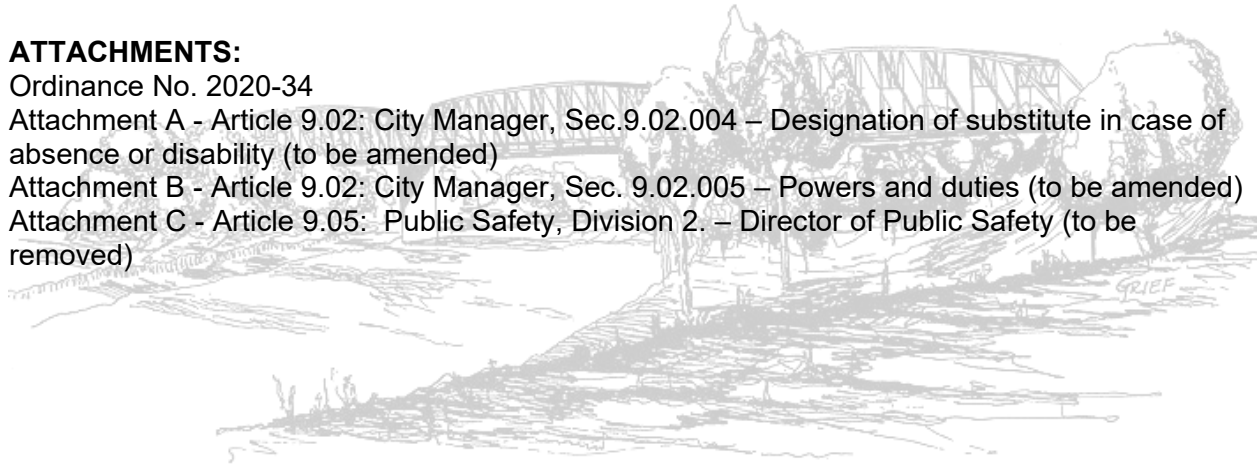 ATTACHMENTS:
Ordinance No. 2020-34
Attachment A - Article 9.02: City Manager, Sec.9.02.004 – Designation of substitute in case of
absence or disability (to be amended)
Attachment B - Article 9.02: City Manager, Sec. 9.02.005 – Powers and duties (to be amended)
Attachment C - Article 9.05:  Public Safety, Division 2. – Director of Public Safety (to be
removed)
GRIEF